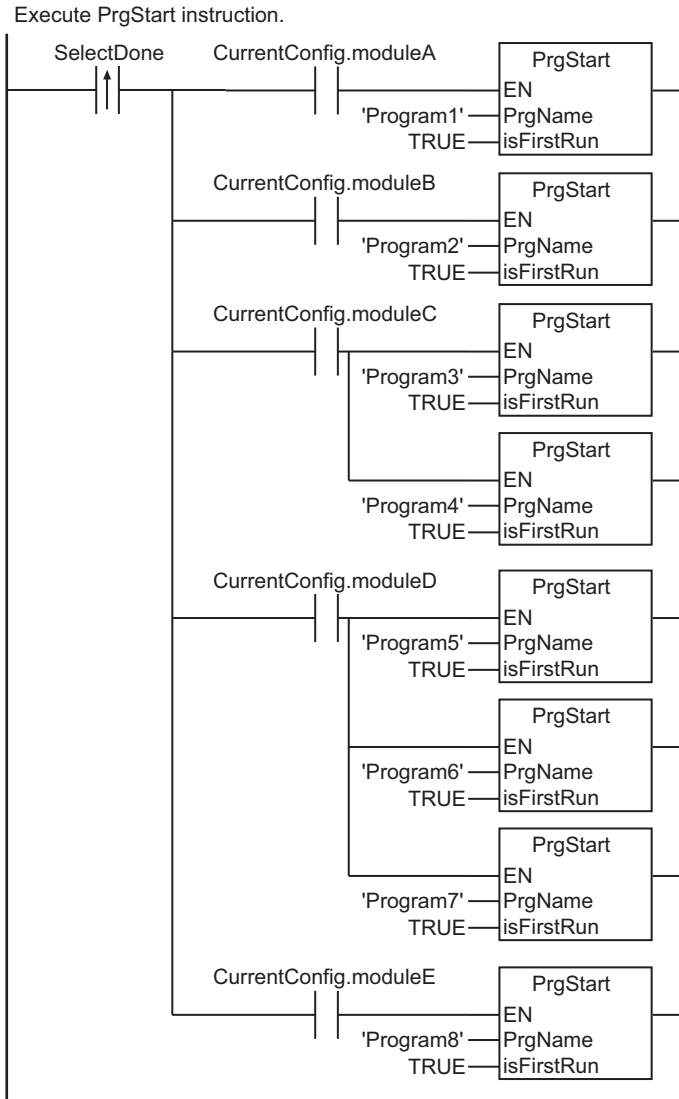 Execute PrgStart instruction.
SelectDone
CurrentConfig.moduleA
PrgStart
EN
'Program1' PrgName
TRUE isFirstRun
CurrentConfig.moduleB
PrgStart
EN
'Program2' PrgName
TRUE isFirstRun
CurrentConfig.moduleC
PrgStart
EN
'Program3' PrgName
TRUE isFirstRun
PrgStart
EN
'Program4' PrgName
TRUE isFirstRun
CurrentConfig.moduleD
PrgStart
EN
'Program5' PrgName
TRUE isFirstRun
PrgStart
EN
'Program6' PrgName
TRUE isFirstRun
PrgStart
EN
'Program7' PrgName
TRUE isFirstRun
CurrentConfig.moduleE
PrgStart
EN
'Program8' PrgName
TRUE isFirstRun